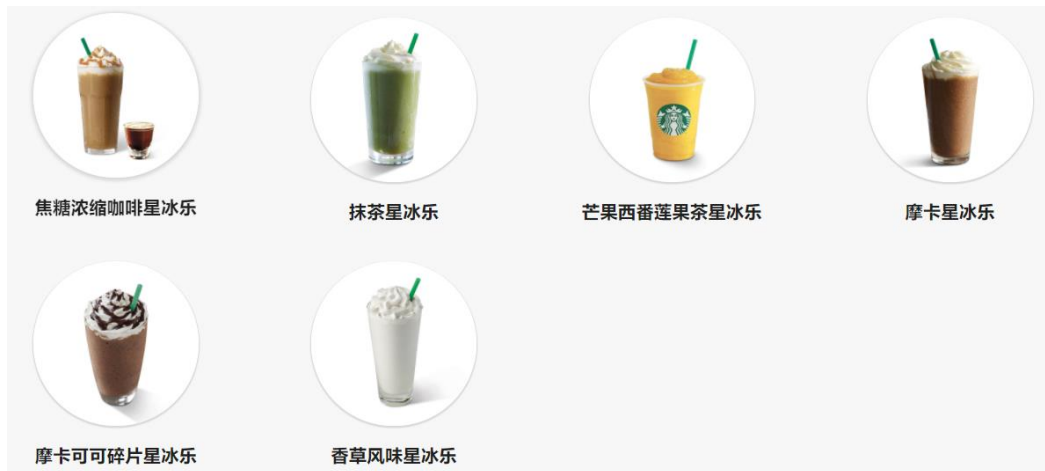 焦糖浓缩咖啡星冰乐
抹茶星冰乐
芒果西番莲果茶星冰乐
摩卡星冰乐
摩卡可可碎片星冰乐
香草风味星冰乐